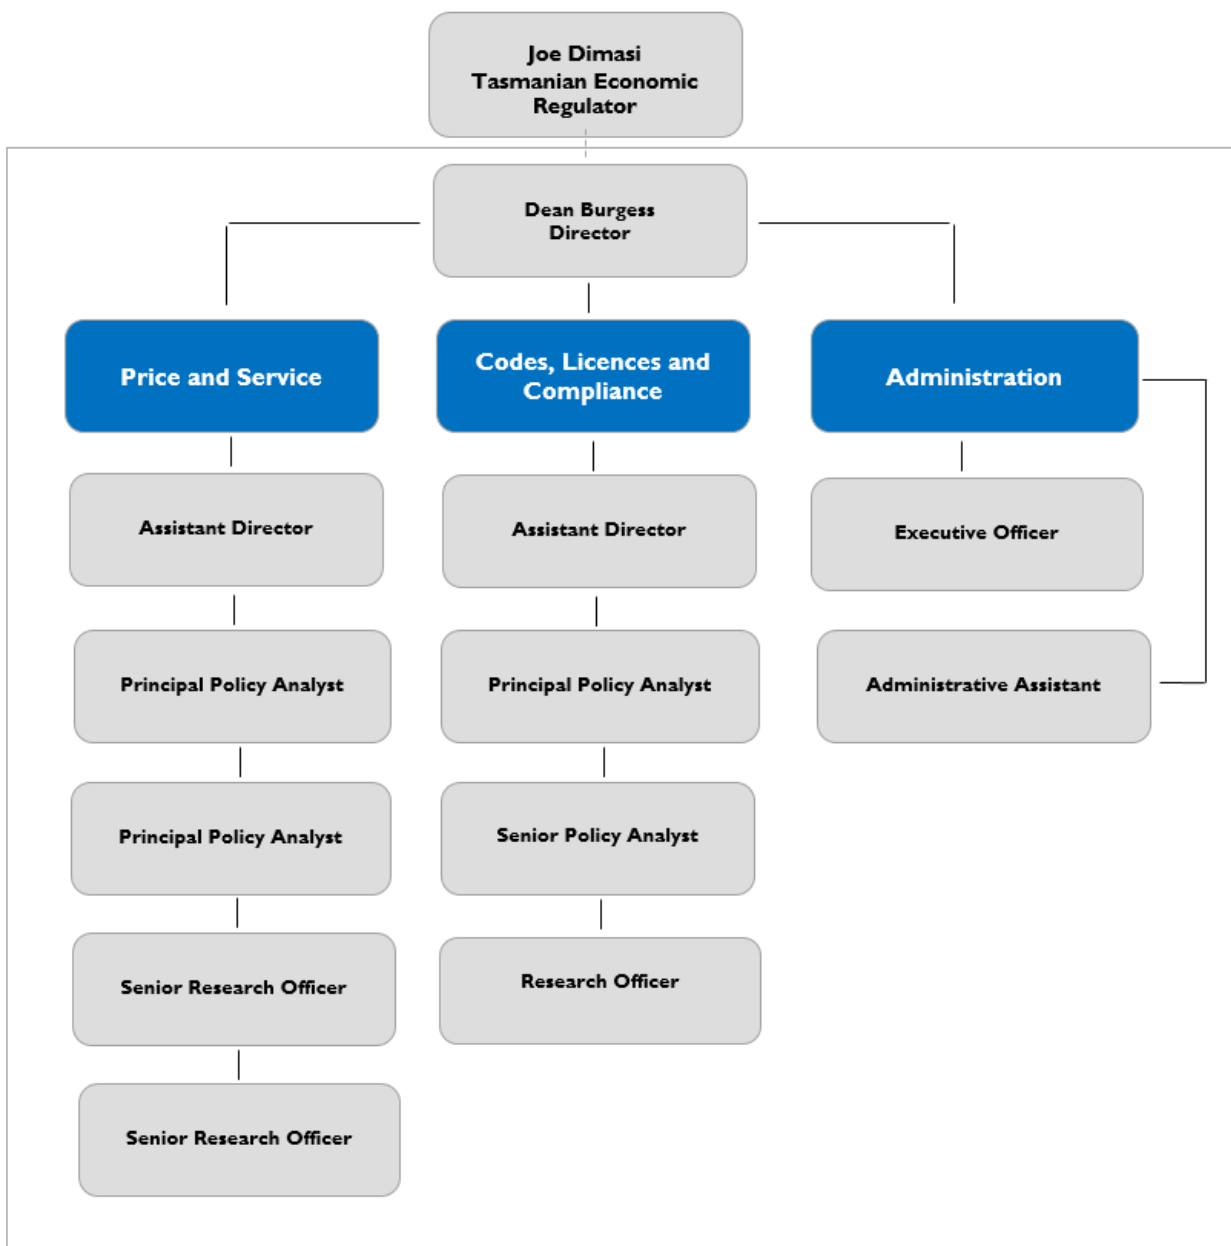 Joe Dimasi
Tasmanian Economic
Regulator
Dean Burgess
Director
Price and Service
Codes, Licences and
Compliance
Administration
Assistant Director
Assistant Director
Executive Officer
Principal Policy Analyst
Principal Policy Analyst
Administrative Assistant
Principal Policy Analyst
Senior Policy Analyst
Senior Research Officer
Research Officer
Senior Research Officer